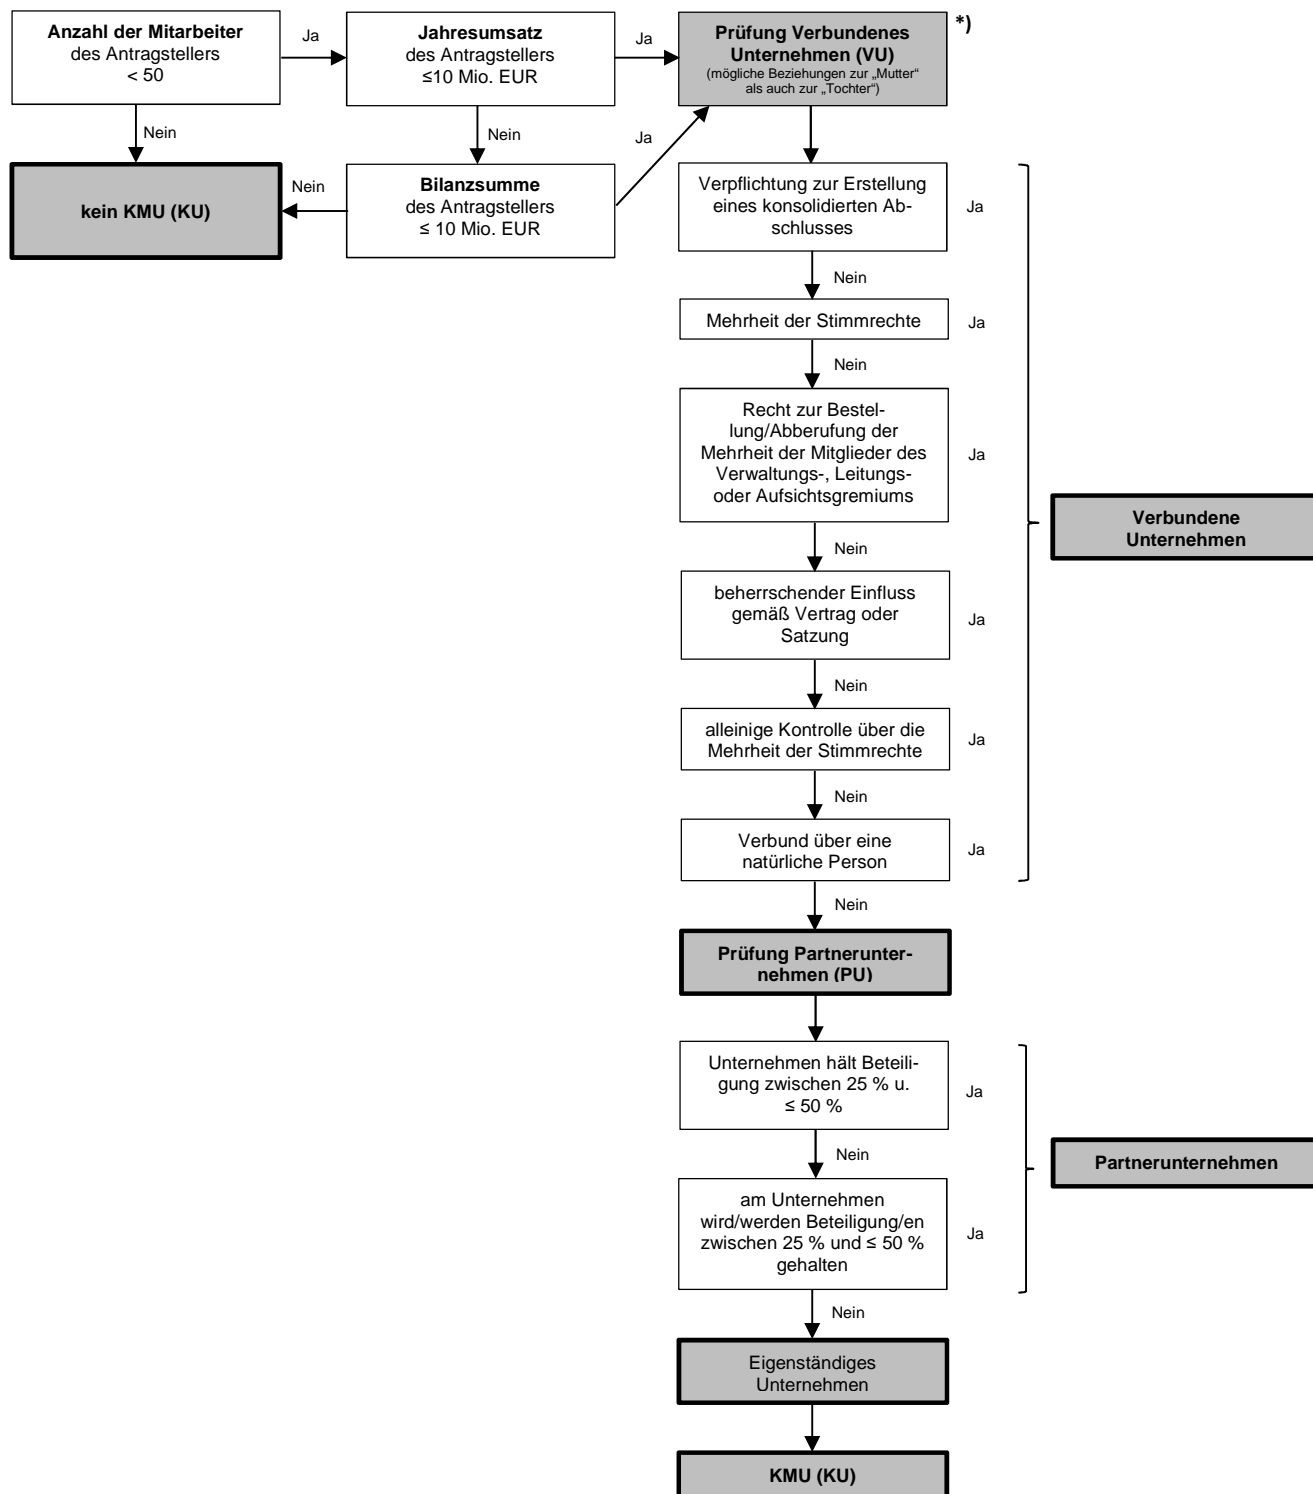 Anzahl der Mitarbeiter
des Antragstellers
< 50
Ja
Jahresumsatz
des Antragstellers
≤10 Mio. EUR
Ja
Prüfung Verbundenes
Unternehmen (VU)
(mögliche Beziehungen zur „Mutter“
als auch zur „Tochter“)
*)
Nein
Nein
Ja
kein KMU (KU)
Nein
Bilanzsumme
des Antragstellers
≤ 10 Mio. EUR
Verpflichtung zur Erstellung
eines konsolidierten Ab-
schlusses
Ja
Nein
Mehrheit der Stimmrechte
Ja
Nein
Recht zur Bestel-
lung/Abberufung der
Mehrheit der Mitglieder des
Verwaltungs-, Leitungs-
oder Aufsichtsgremiums
Ja
Verbundene
Unternehmen
Nein
beherrschender Einfluss
gemäß Vertrag oder
Satzung
Ja
Nein
alleinige Kontrolle über die
Mehrheit der Stimmrechte
Ja
Nein
Verbund über eine
natürliche Person
Ja
Nein
Prüfung Partnerunter-
nehmen (PU)
Unternehmen hält Beteili-
gung zwischen 25 % u.
≤ 50 %
Ja
Nein
Partnerunternehmen
am Unternehmen
wird/werden Beteiligung/en
zwischen 25 % und ≤ 50 %
gehalten
Ja
Nein
Eigenständiges
Unternehmen
KMU (KU)